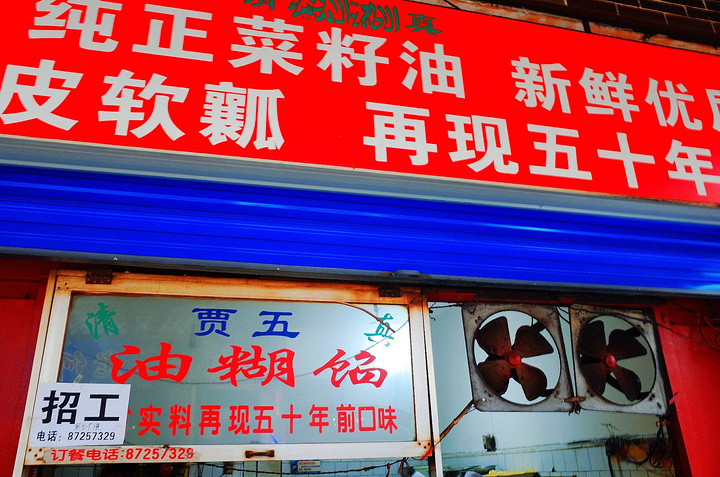 真
纯正菜籽油 新鲜优
皮软瓤 再现五十年
清 贾五 真
油糊馅
实料再现五十年前口味
订餐电话:87257329
招工
电话:87257329